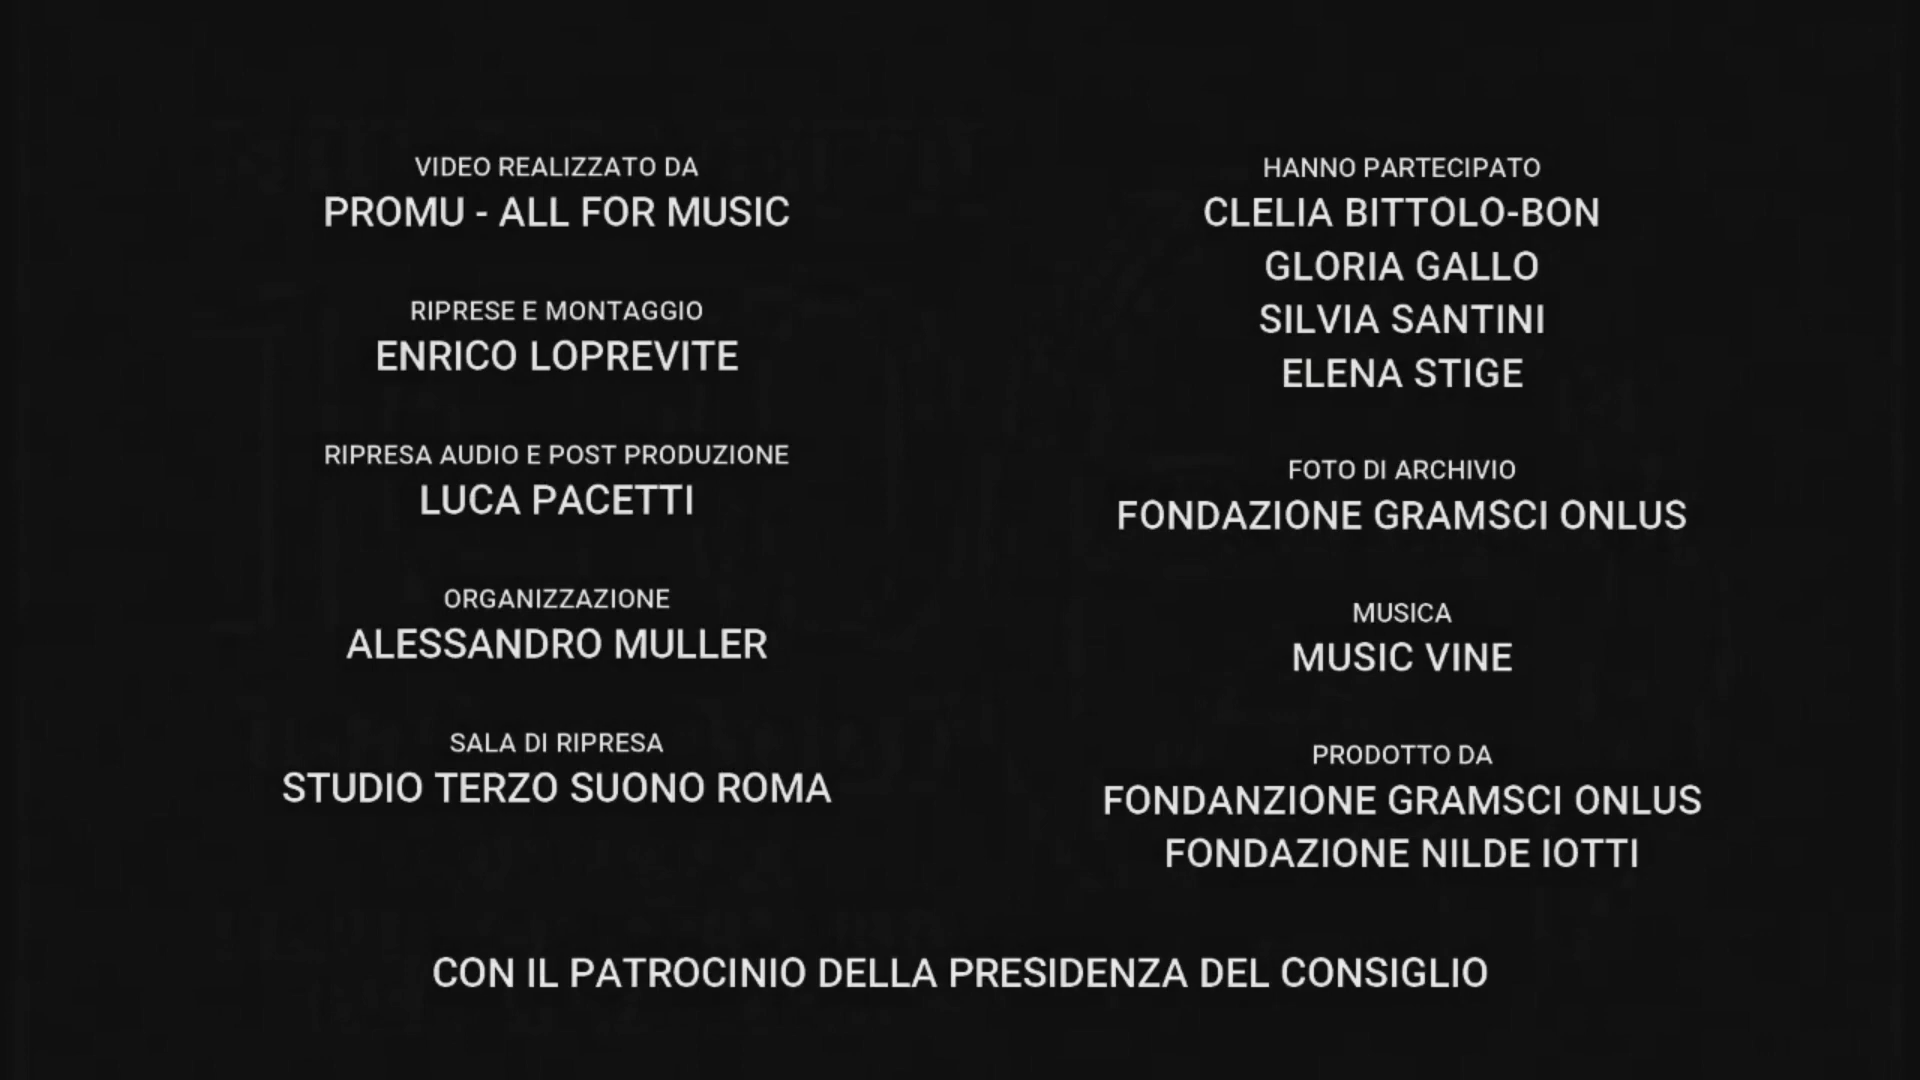 VIDEO REALIZZATO DA
PROMU - ALL FOR MUSIC
RIPRESE E MONTAGGIO
ENRICO LOPREVITE
RIPRESA AUDIO E POST PRODUZIONE
LUCA PACETTI
ORGANIZZAZIONE
ALESSANDRO MULLER
SALA DI RIPRESA
STUDIO TERZO SUONO ROMA
HANNO PARTECIPATO
CLELIA BITTOLO-BON
GLORIA GALLO
SILVIA SANTINI
ELENA STIGE
FOTO DI ARCHIVIO
FONDAZIONE GRAMSCI ONLUS
MUSICA
MUSIC VINE
PRODOTTO DA
FONDANZIONE GRAMSCI ONLUS
FONDAZIONE NILDE IOTTI
CON IL PATROCINIO DELLA PRESIDENZA DEL CONSIGLIO